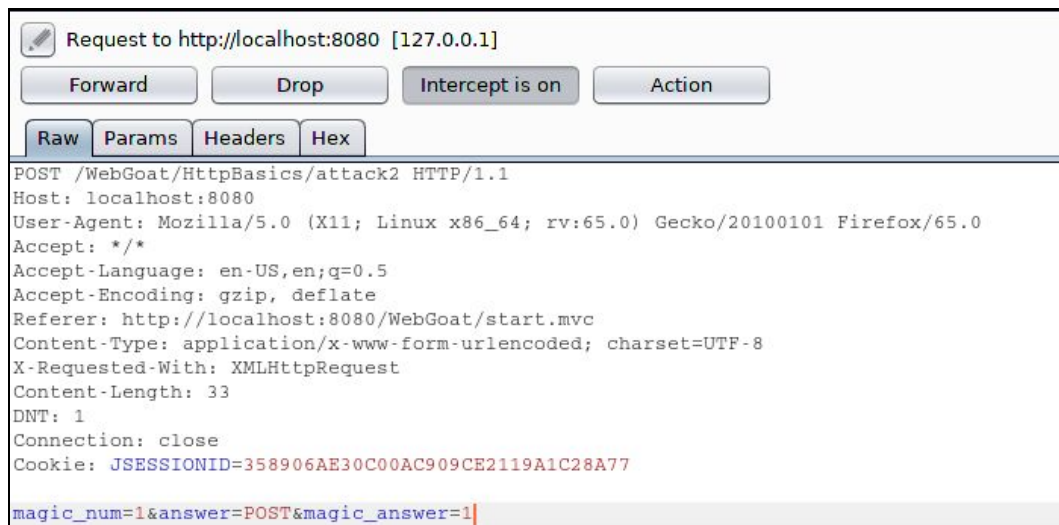 Request to http://localhost:8080 [127.0.0.1]
Forward Drop Intercept is on Action
Raw Params Headers Hex
POST /WebGoat/HttpBasics/attack2 HTTP/1.1
Host: localhost:8080
User-Agent: Mozilla/5.0 (X11; Linux x86_64; rv:65.0) Gecko/20100101 Firefox/65.0
Accept: */*
Accept-Language: en-US,en;q=0.5
Accept-Encoding: gzip, deflate
Referer: http://localhost:8080/WebGoat/start.mvc
Content-Type: application/x-www-form-urlencoded; charset=UTF-8
X-Requested-With: XMLHttpRequest
Content-Length: 33
DNT: 1
Connection: close
Cookie: JSESSIONID=358906AE30C00AC909CE2119A1C28A77
magic_num=1&answer=POST&magic_answer=1